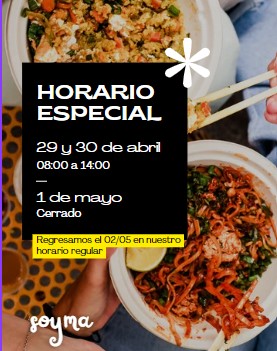 HORARIO
ESPECIAL
29 y 30 de abril
08:00 a 14:00
1 de mayo
Cerrado
Regresamos el 02/05 en nuestro
horario regular
soyma